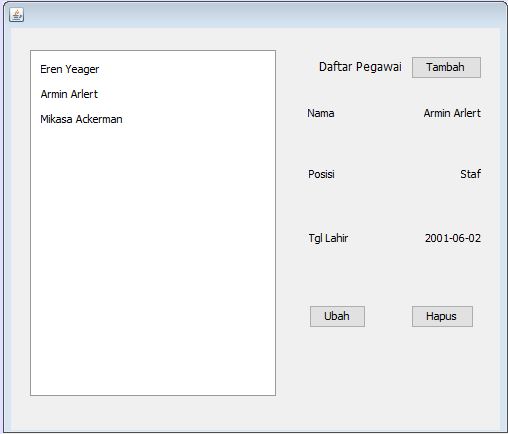 Eren Yeager
Armin Arlert
Mikasa Ackerman
Daftar Pegawai Tambah
Nama Armin Arlert
Posisi Staf
Tgl Lahir 2001-06-02
Ubah Hapus